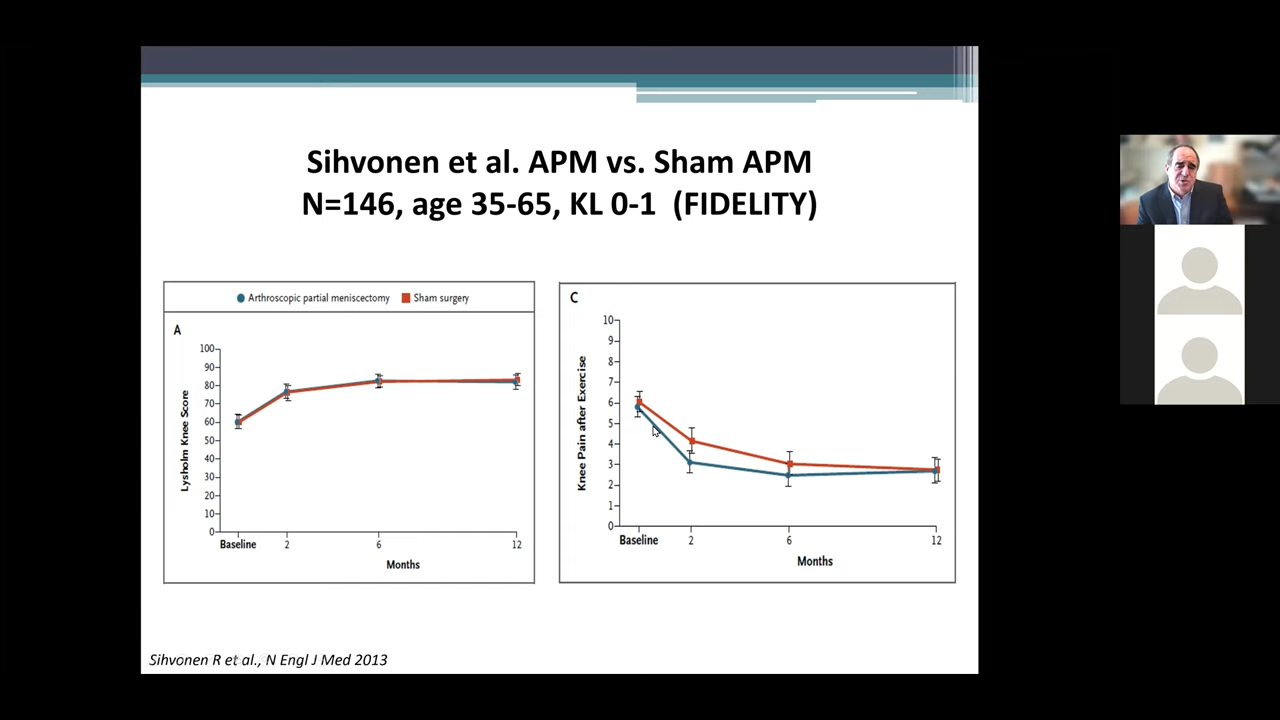 Sihvonen et al. APM vs. Sham APM
N=146, age 35-65, KL 0-1 (FIDELITY)
Arthroscopic partial meniscectomy Sham surgery
A
100
90
80
70
60
50
40
30
20
10
0
Lysholm Knee Score
Baseline 2 6 12
Months
C
10
9
8
7
6
5
4
3
2
1
0
Knee Pain after Exercise
Baseline 2 6 12
Months
Sihvonen R et al., N Engl J Med 2013